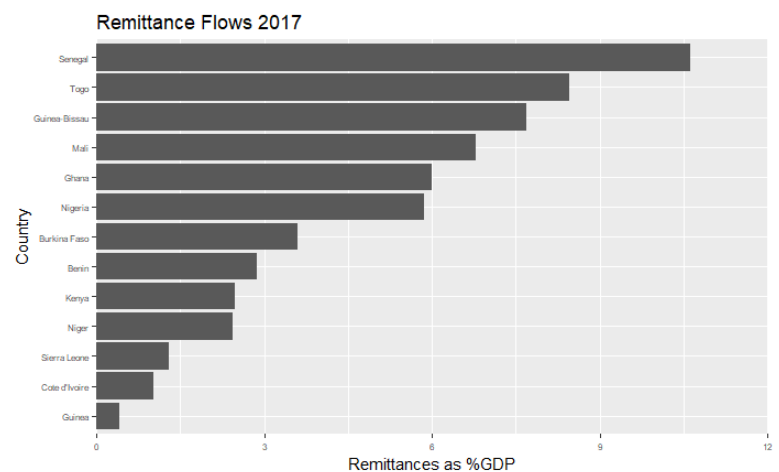 Remittance Flows 2017
Country
Senegal
Togo
Guinea-Bissau
Mali
Ghana
Nigeria
Burkina Faso
Benin
Kenya
Niger
Sierra Leone
Cote d'Ivoire
Guinea
0 3 6 9 12
Remittances as %GDP